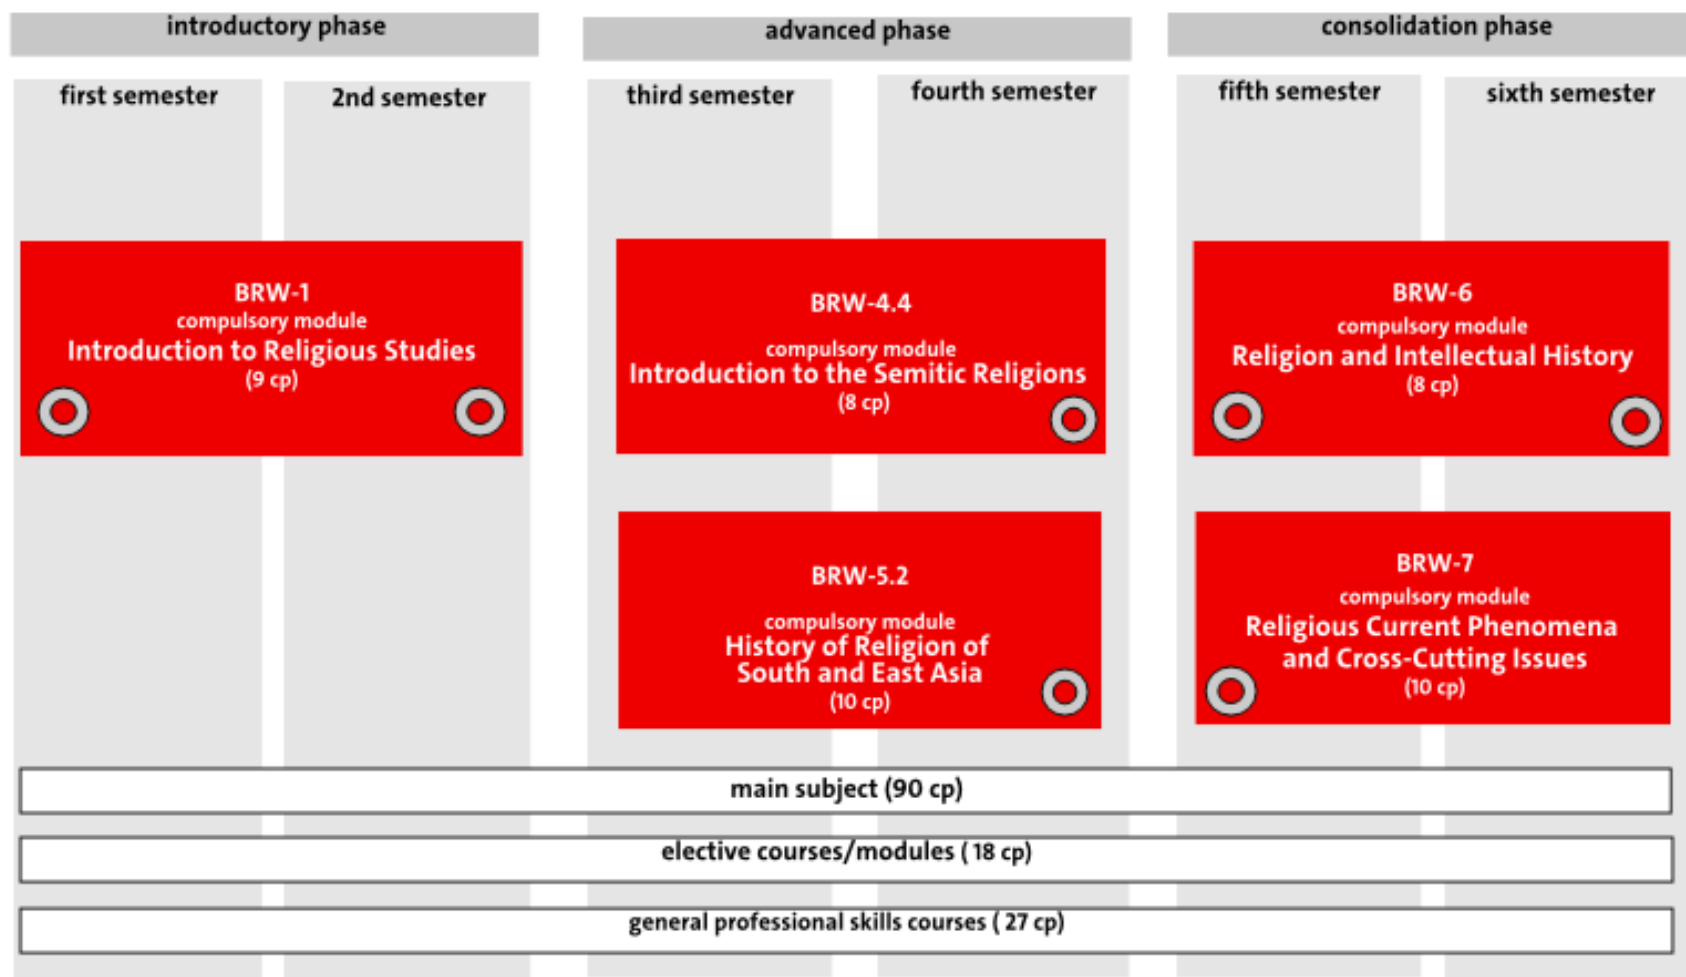 introductory phase
advanced phase
consolidation phase
first semester
2nd semester
third semester
fourth semester
fifth semester
sixth semester
BRW-1
compulsory module
Introduction to Religious Studies
(9 cp)
BRW-4.4
compulsory module
Introduction to the Semitic Religions
(8 cp)
BRW-6
compulsory module
Religion and Intellectual History
(8 cp)
BRW-5.2
compulsory module
History of Religion of
South and East Asia
(10 cp)
BRW-7
compulsory module
Religious Current Phenomena
and Cross-Cutting Issues
(10 cp)
main subject (90 cp)
elective courses/modules ( 18 cp)
general professional skills courses ( 27 cp)